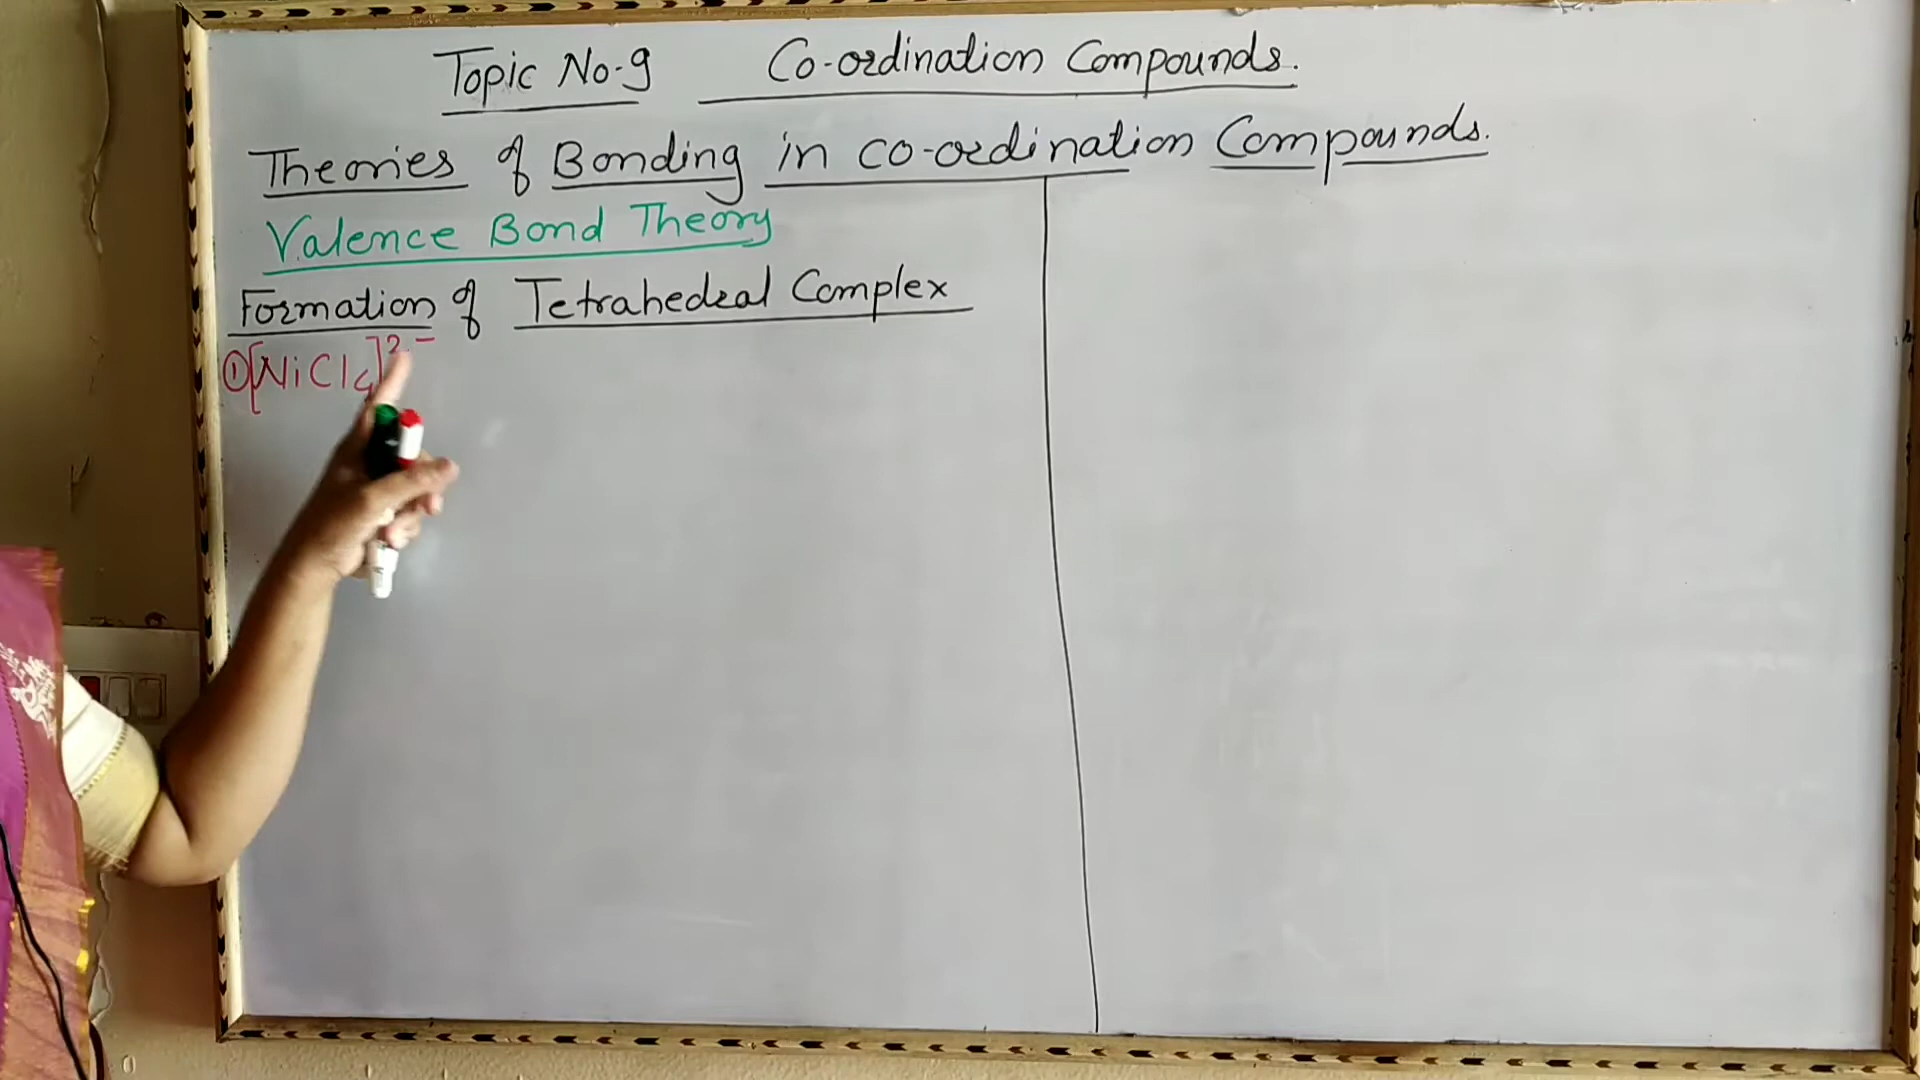 Topic No-9 Co-ordination Compounds.
Theories of Bonding in co-ordination Compounds.
Valence Bond Theory
Formation of Tetrahedral Complex
①[NiCl4]2-